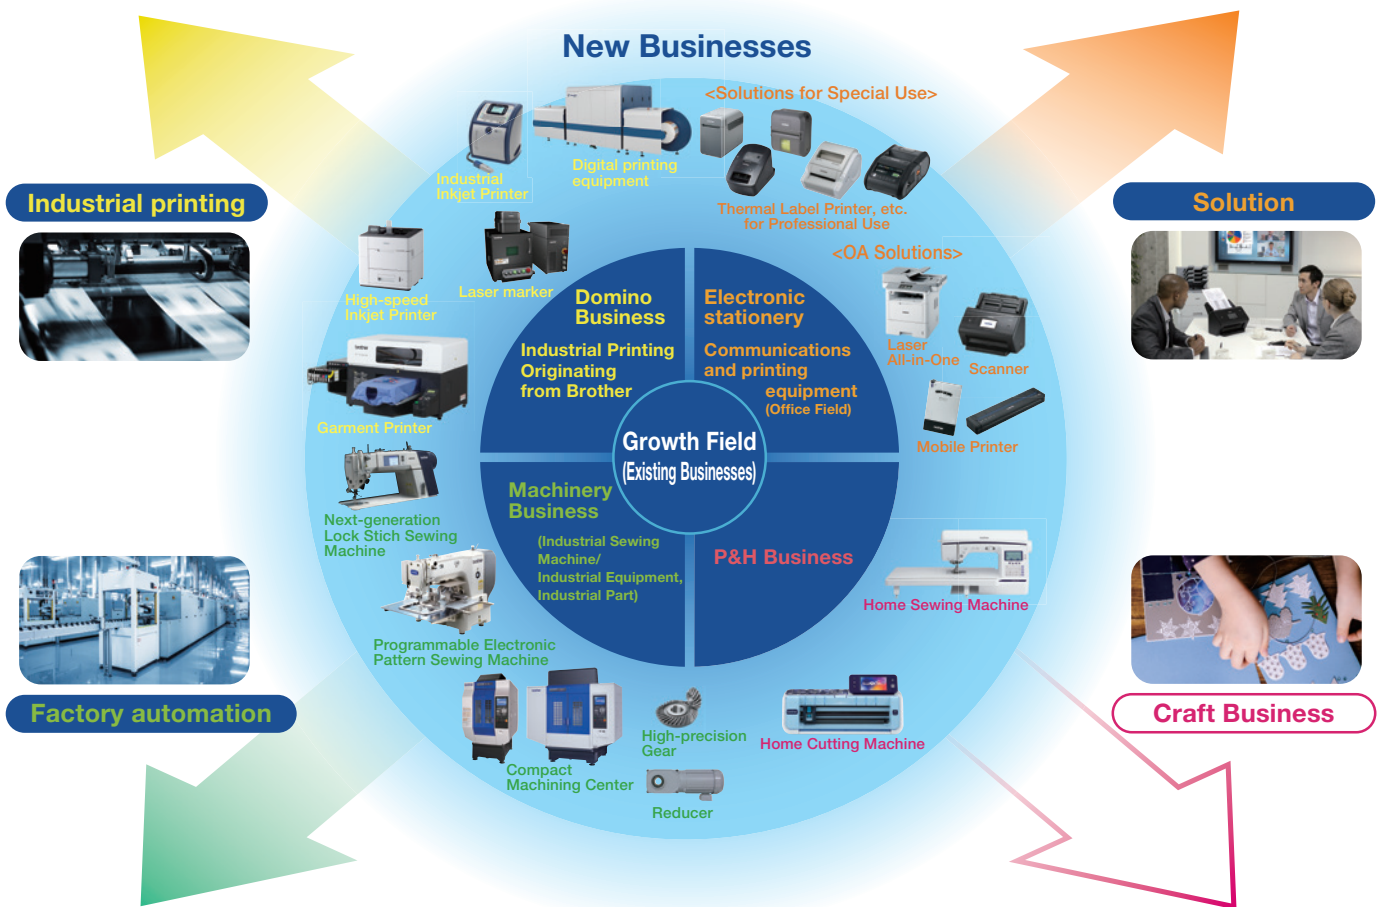 New Businesses
<Solutions for Special Use>
Digital printing
equipment
Industrial
Inkjet Printer
Thermal Label Printer, etc.
for Professional Use
Industrial printing
Solution
<OA Solutions>
High-speed
Inkjet Printer
Laser marker
Domino
Business
Industrial Printing
Originating
from Brother
Electronic
stationery
Communications
and printing
equipment
(Office Field)
Laser
All-in-One
Scanner
Garment Printer
Mobile Printer
Growth Field
(Existing Businesses)
Next-generation
Lock Stich Sewing
Machine
Machinery
Business
(Industrial Sewing
Machine/
Industrial Equipment,
Industrial Part)
P&H Business
Home Sewing Machine
Programmable Electronic
Pattern Sewing Machine
Factory automation
Craft Business
High-precision
Gear
Home Cutting Machine
Compact
Machining Center
Reducer